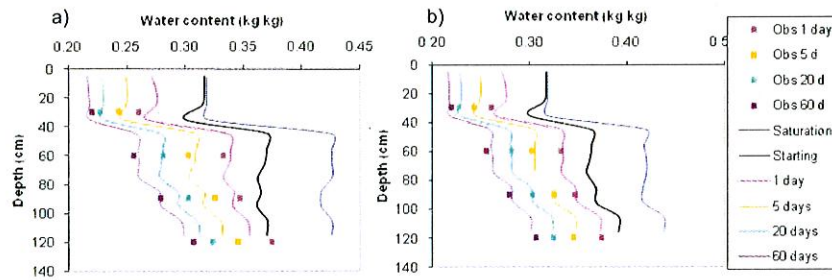 a)
Water content (kg kg)
0.20 0.25 0.30 0.35 0.40 0.45
0
20
40
60
80
100
120
140
Depth (cm)
b)
Water content (kg kg)
0.20 0.30 0.40 0.5
0
20
40
60
80
100
120
140
Depth (cm)
Obs 1 day
Obs 5 d
Obs 20 d
Obs 60 d
Saturation
Starting
1 day
5 days
20 days
60 days